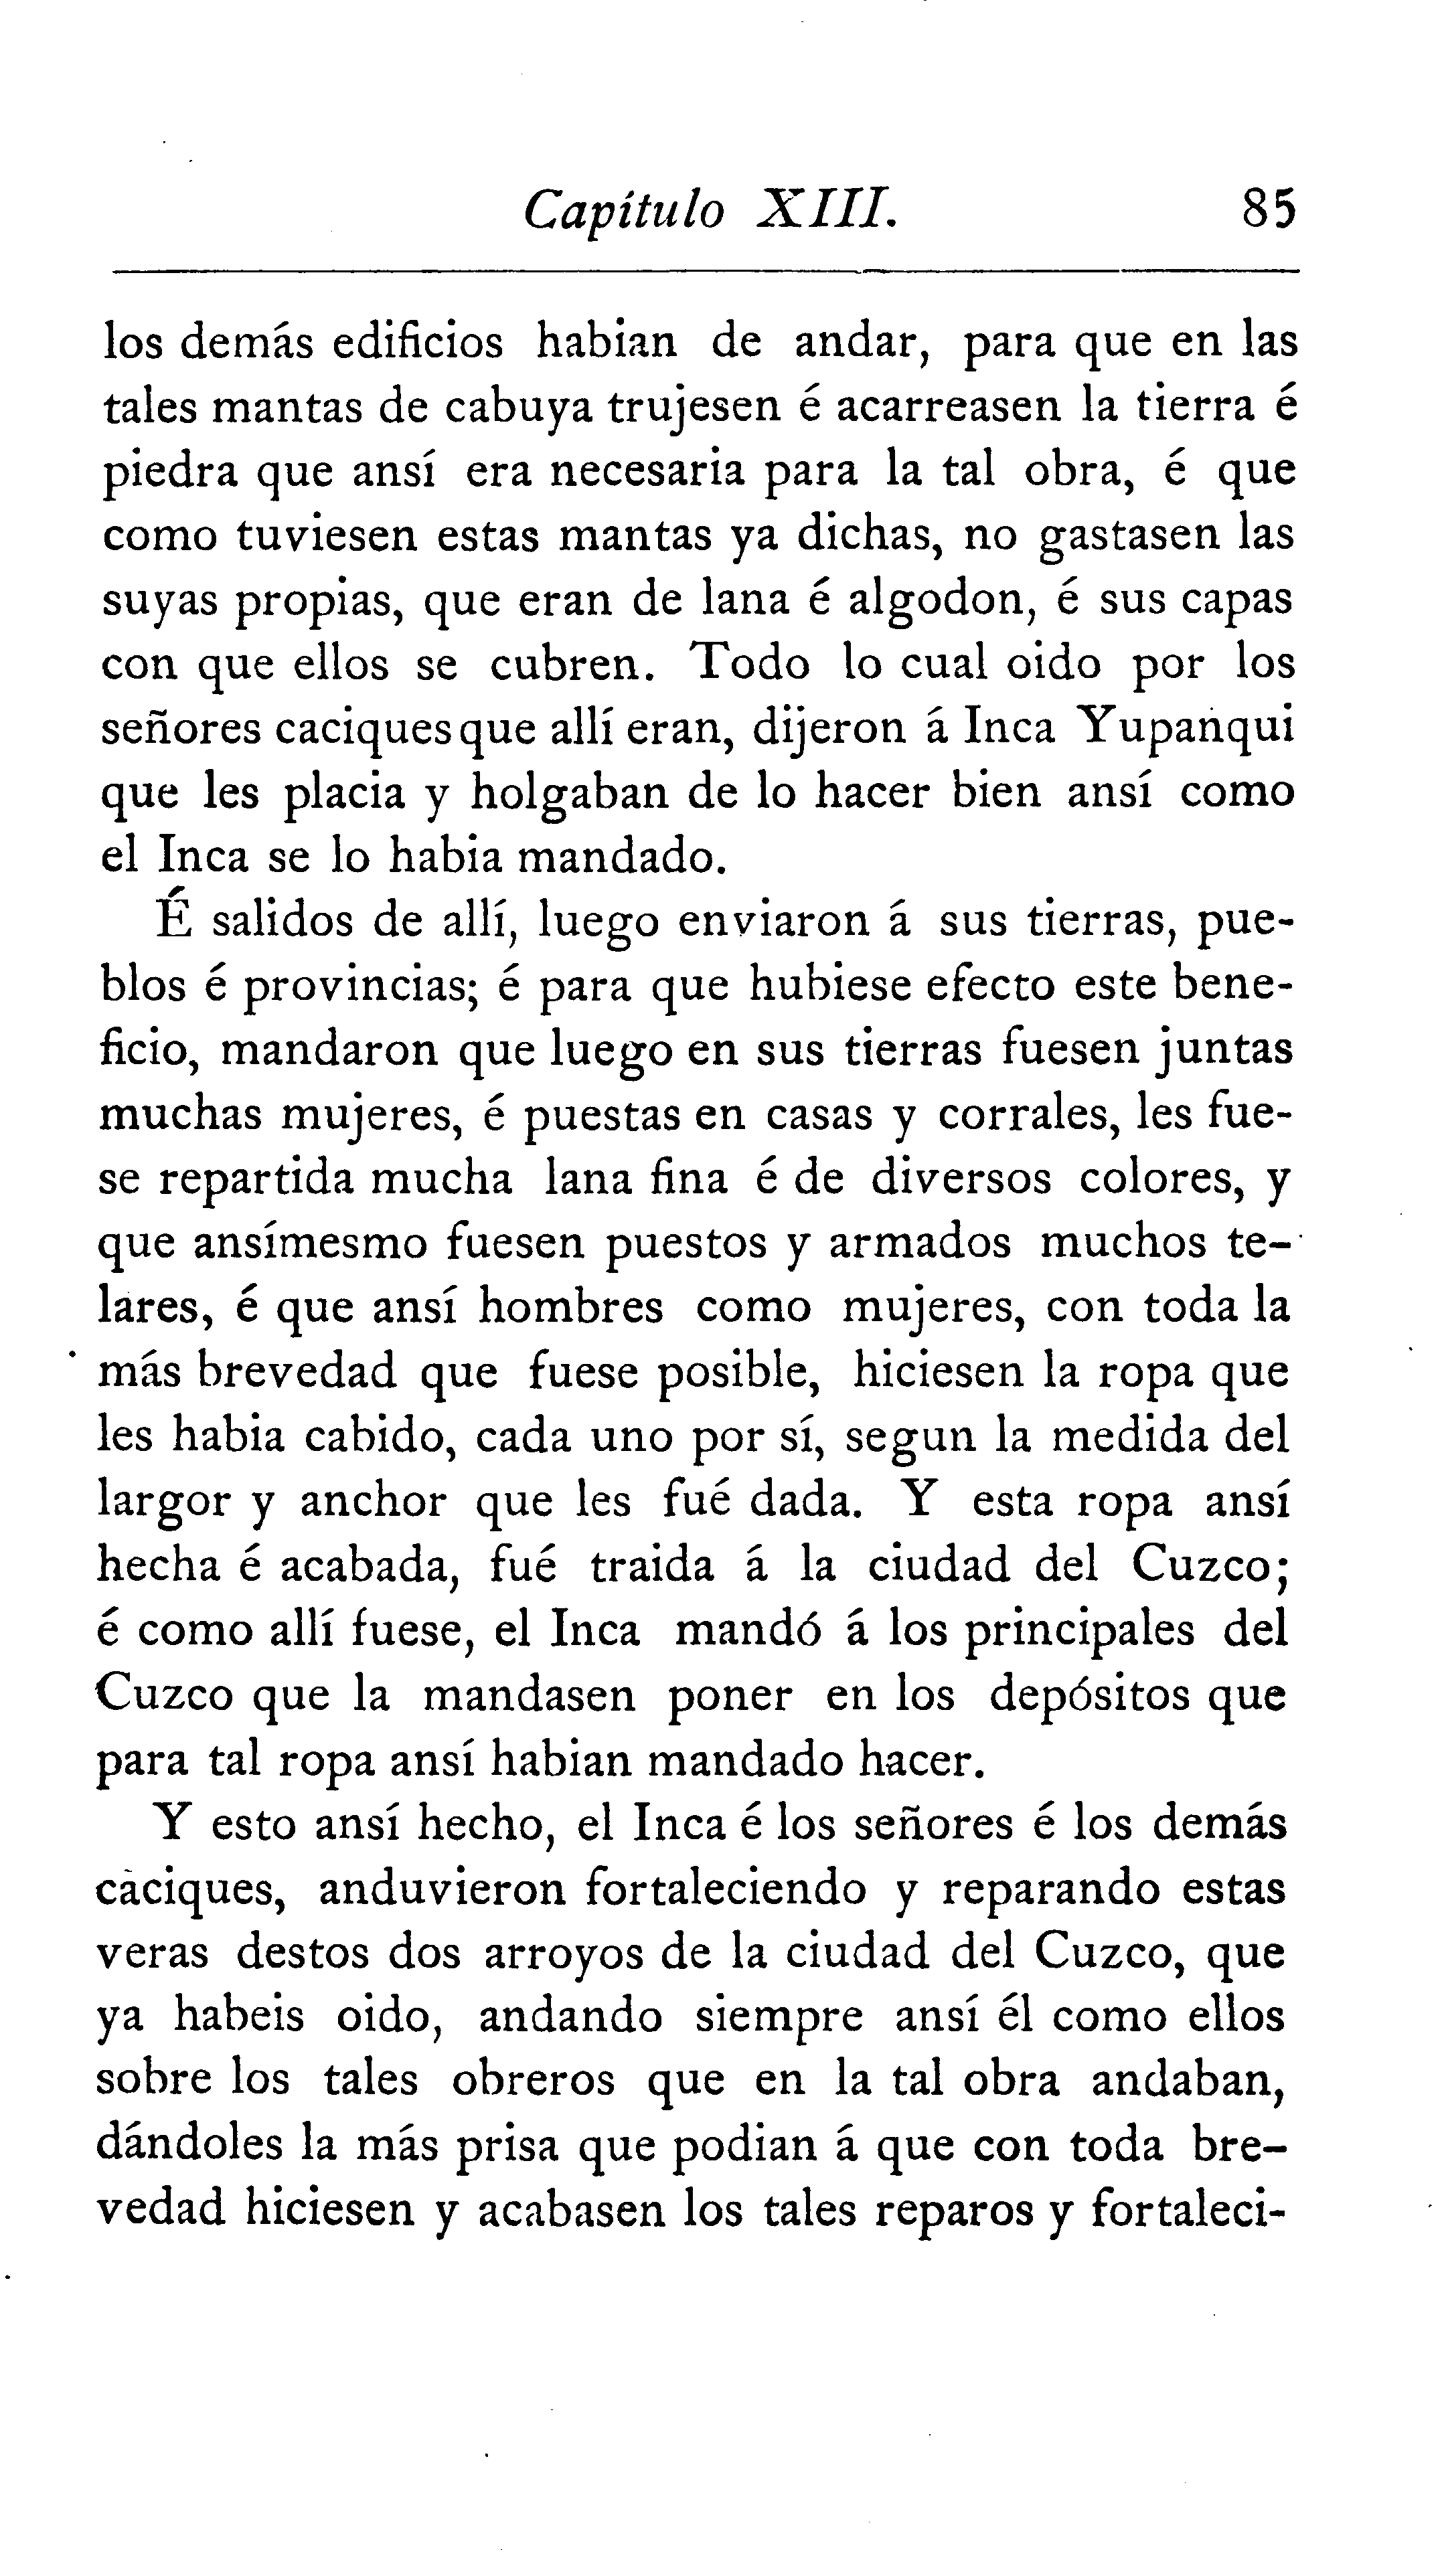 Capítulo XIII. 85
los demás edificios habian de andar, para que en las
tales mantas de cabuya trujesen é acarreasen la tierra é
piedra que ansí era necesaria para la tal obra, é que
como tuviesen estas mantas ya dichas, no gastasen las
suyas propias, que eran de lana é algodon, é sus capas
con que ellos se cubren. Todo lo cual oido por los
señores caciques que allí eran, dijeron á Inca Yupanqui
que les placia y holgaban de lo hacer bien ansí como
el Inca se lo habia mandado.
É salidos de allí, luego enviaron á sus tierras, pue-
blos é provincias; é para que hubiese efecto este bene-
ficio, mandaron que luego en sus tierras fuesen juntas
muchas mujeres, é puestas en casas y corrales, les fue-
se repartida mucha lana fina é de diversos colores, y
que ansímesmo fuesen puestos y armados muchos te-
lares, é que ansí hombres como mujeres, con toda la
más brevedad que fuese posible, hiciesen la ropa que
les habia cabido, cada uno por sí, segun la medida del
largor y anchor que les fué dada. Y esta ropa ansí
hecha é acabada, fué traida á la ciudad del Cuzco;
é como allí fuese, el Inca mandó á los principales del
Cuzco que la mandasen poner en los depósitos que
para tal ropa ansí habian mandado hacer.
Y esto ansí hecho, el Inca é los señores é los demás
caciques, anduvieron fortaleciendo y reparando estas
veras destos dos arroyos de la ciudad del Cuzco, que
ya habeis oido, andando siempre ansí él como ellos
sobre los tales obreros que en la tal obra andaban,
dándoles la más prisa que podian á que con toda bre-
vedad hiciesen y acabasen los tales reparos y fortaleci-